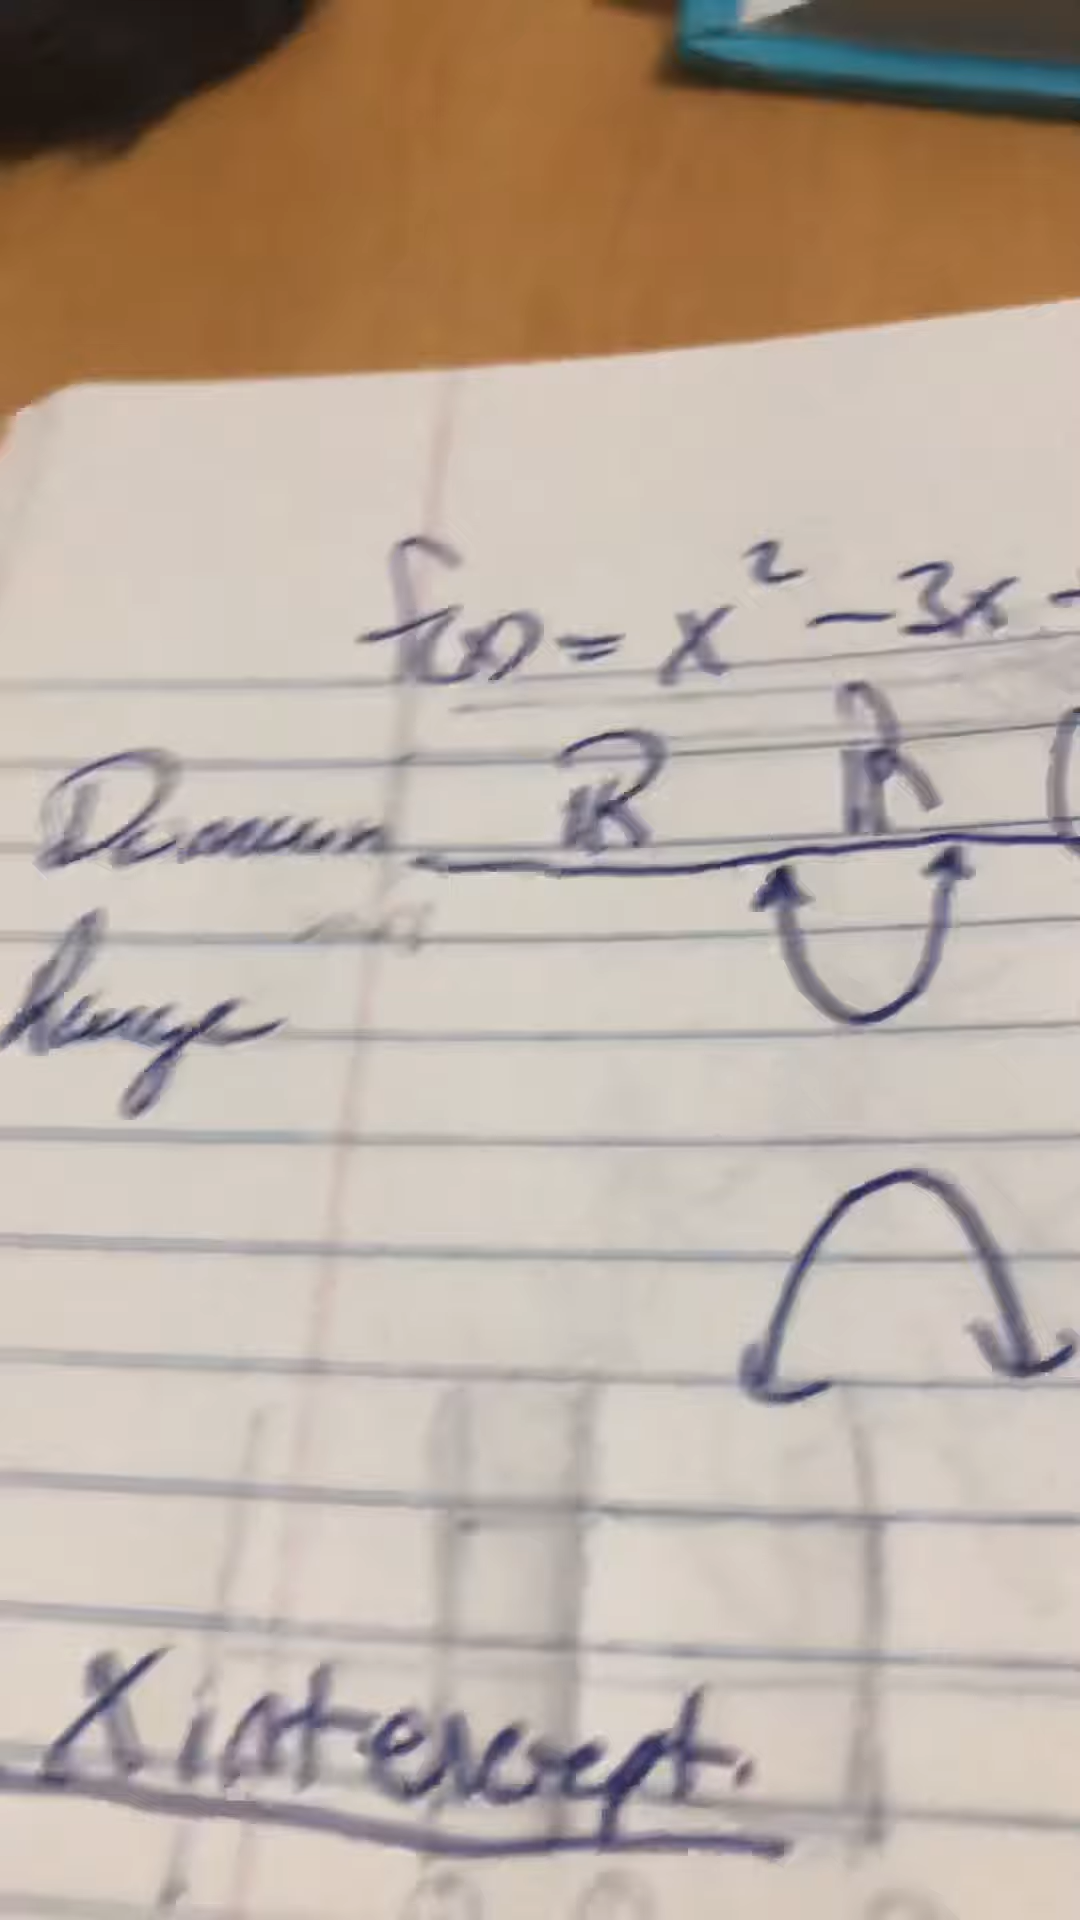 f(x) = x² – 3x
Domain ℝ ℝ (
Range
X intercept.